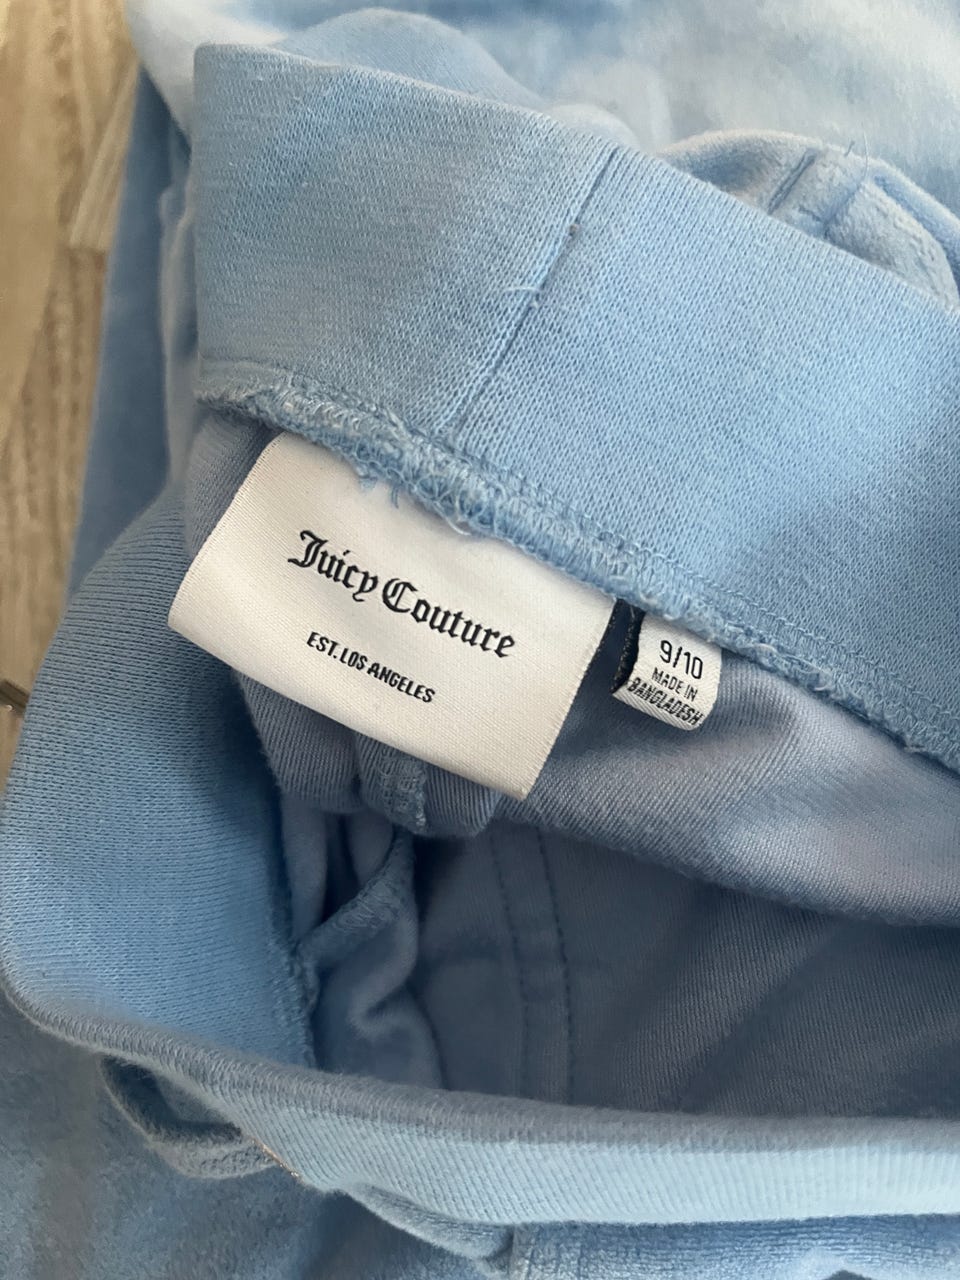 Juicy Couture
EST. LOS ANGELES
9/10
MADE IN
BANGLADESH